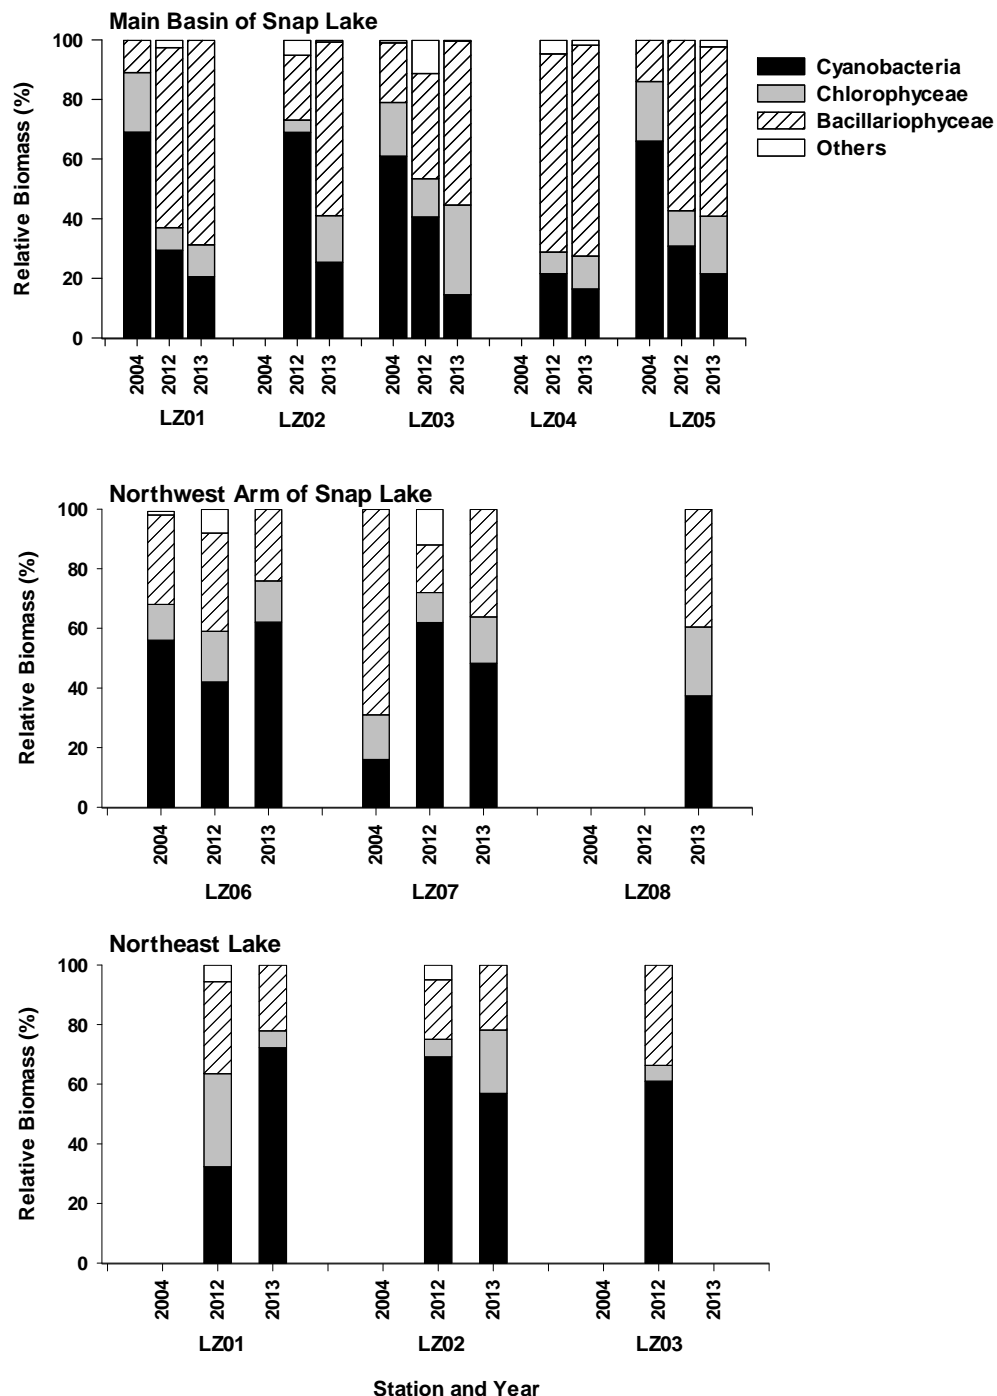 Main Basin of Snap Lake
Relative Biomass (%)
100
80
60
40
20
0
2004 2012 2013 2004 2012 2013 2004 2012 2013 2004 2012 2013 2004 2012 2013
LZ01 LZ02 LZ03 LZ04 LZ05
Cyanobacteria
Chlorophyceae
Bacillariophyceae
Others
Northwest Arm of Snap Lake
Relative Biomass (%)
100
80
60
40
20
0
2004 2012 2013 2004 2012 2013 2004 2012 2013
LZ06 LZ07 LZ08
Northeast Lake
Relative Biomass (%)
100
80
60
40
20
0
2004 2012 2013 2004 2012 2013 2004 2012 2013
LZ01 LZ02 LZ03
Station and Year